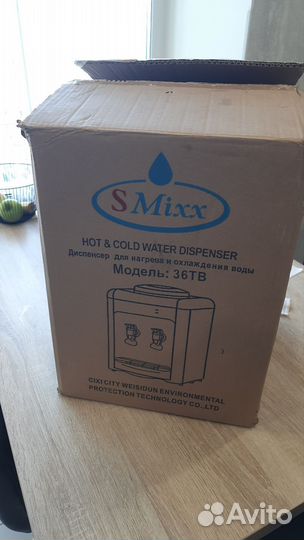 S Mixx
HOT & COLD WATER DISPENSER
Диспенсер для нагрева и охлаждения воды
Модель: 36TB
CIXI CITY WEISIDUN ENVIRONMENTAL
PROTECTION TECHNOLOGY CO.,LTD
Avito